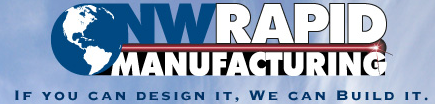 NWRAPID
MANUFACTURING
IF YOU CAN DESIGN IT, WE CAN BUILD IT.